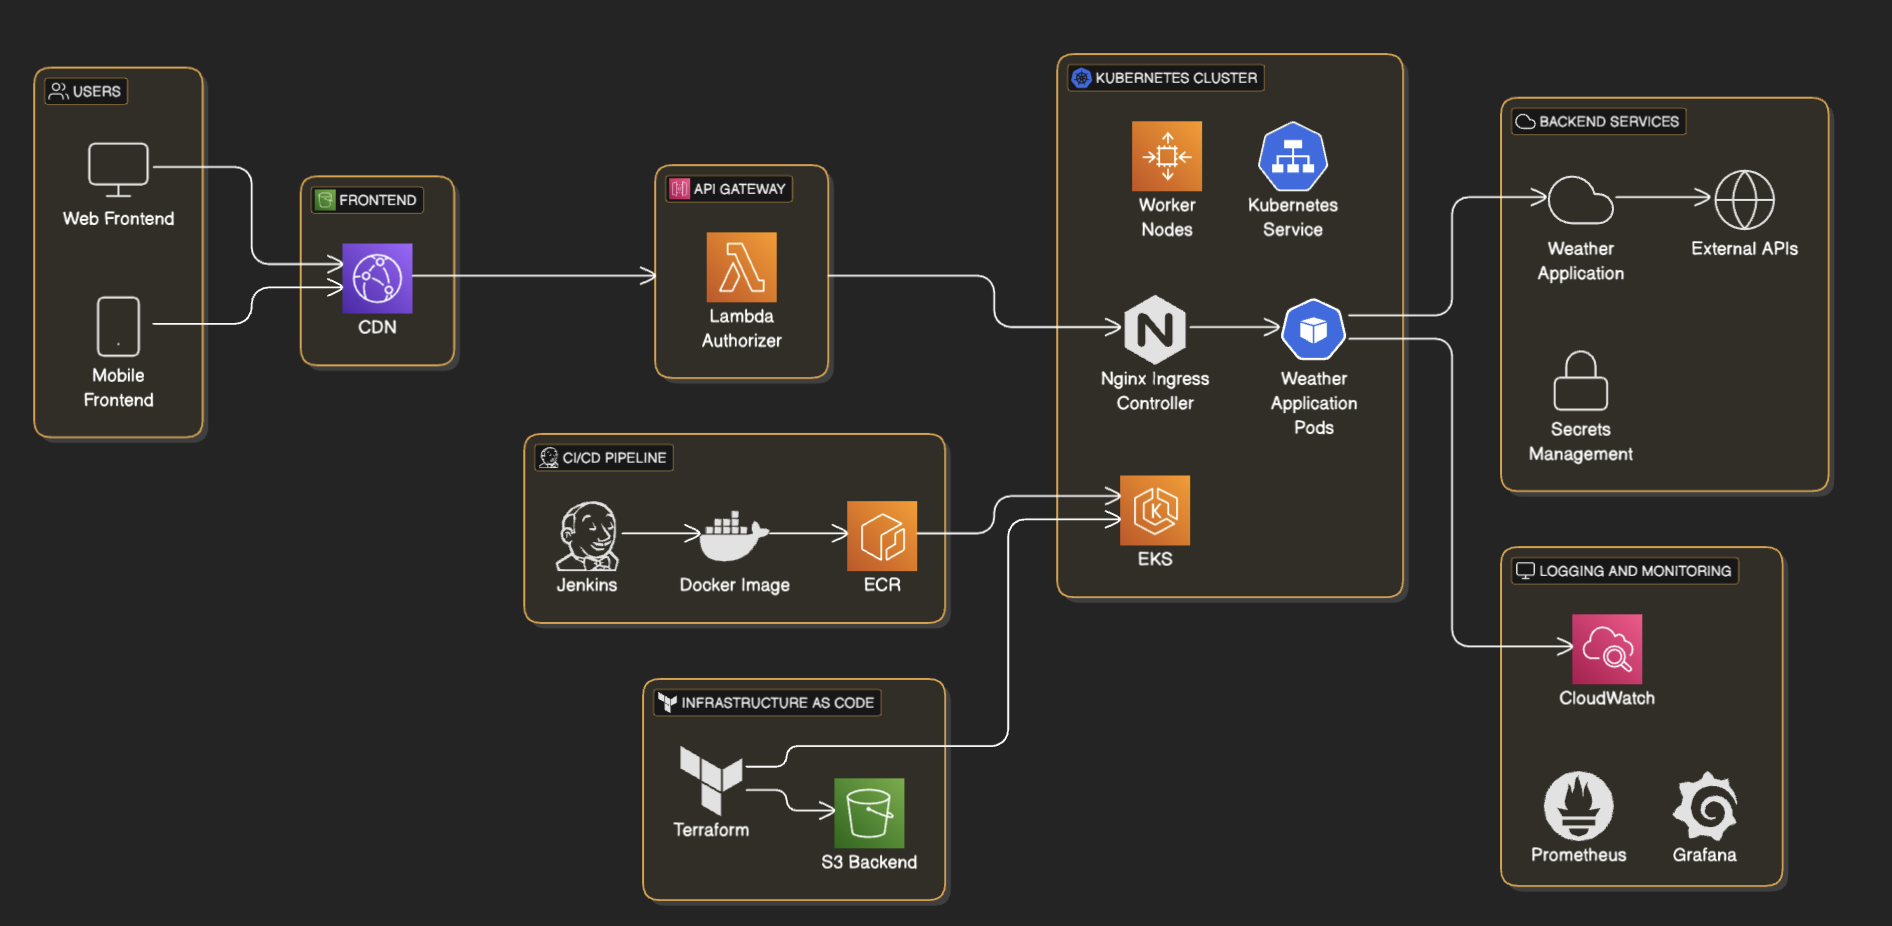 USERS
Web Frontend
Mobile
Frontend
FRONTEND
CDN
API GATEWAY
Lambda
Authorizer
KUBERNETES CLUSTER
Worker
Nodes
Kubernetes
Service
Nginx Ingress
Controller
Weather
Application
Pods
EKS
BACKEND SERVICES
Weather
Application
External APIs
Secrets
Management
CI/CD PIPELINE
Jenkins
Docker Image
ECR
INFRASTRUCTURE AS CODE
Terraform
S3 Backend
LOGGING AND MONITORING
CloudWatch
Prometheus
Grafana